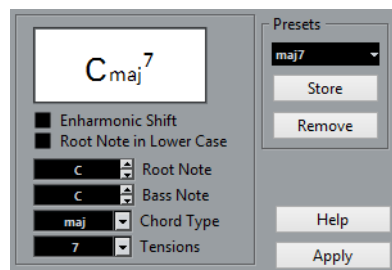 Cmaj7
Enharmonic Shift
Root Note in Lower Case
C Root Note
C Bass Note
maj Chord Type
7 Tensions
Presets
maj7
Store
Remove
Help
Apply